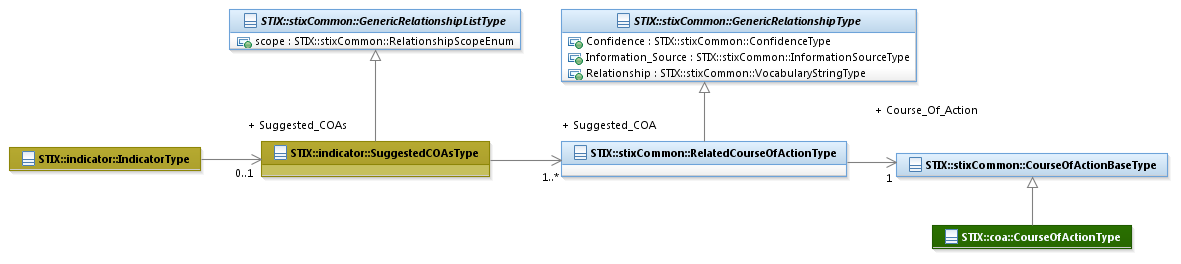 STIX::stixCommon::GenericRelationshipListType
scope : STIX::stixCommon::RelationshipScopeEnum
STIX::stixCommon::GenericRelationshipType
Confidence : STIX::stixCommon::ConfidenceType
Information_Source : STIX::stixCommon::InformationSourceType
Relationship : STIX::stixCommon::VocabularyStringType
+ Suggested_COAs
+ Suggested_COA
+ Course_Of_Action
STIX::indicator::IndicatorType
0..1
STIX::indicator::SuggestedCOAsType
1..*
STIX::stixCommon::RelatedCourseOfActionType
1
STIX::stixCommon::CourseOfActionBaseType
STIX::coa::CourseOfActionType